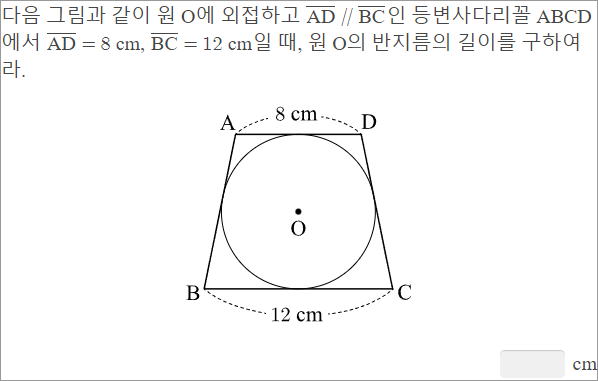 다음 그림과 같이 원 O에 외접하고 AD // BC인 등변사다리꼴 ABCD
에서 AD = 8 cm, BC = 12 cm일 때, 원 O의 반지름의 길이를 구하여
라.
8 cm
A D
O
B C
12 cm
cm